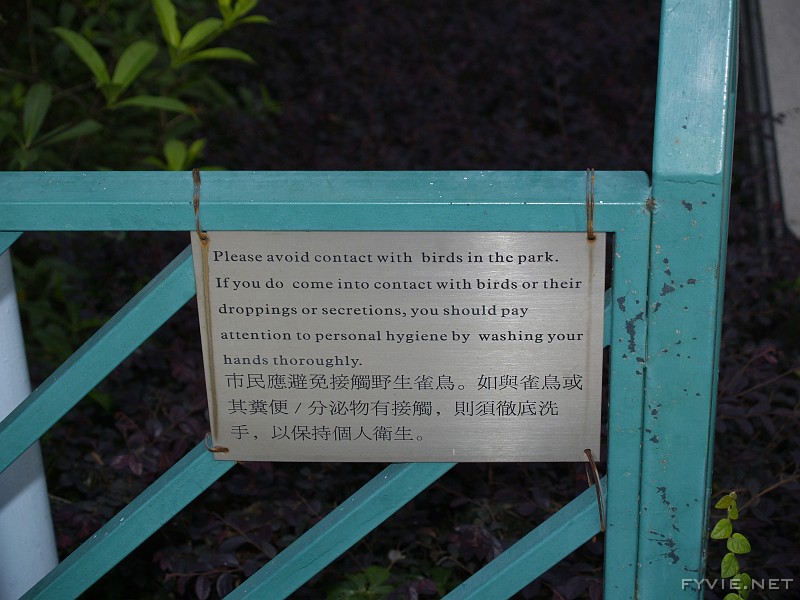 Please avoid contact with birds in the park.
If you do come into contact with birds or their
droppings or secretions, you should pay
attention to personal hygiene by washing your
hands thoroughly.
市民應避免接觸野生雀鳥。如與雀鳥或
其糞便/分泌物有接觸，則須徹底洗
手，以保持個人衛生。
FYVIE.NET